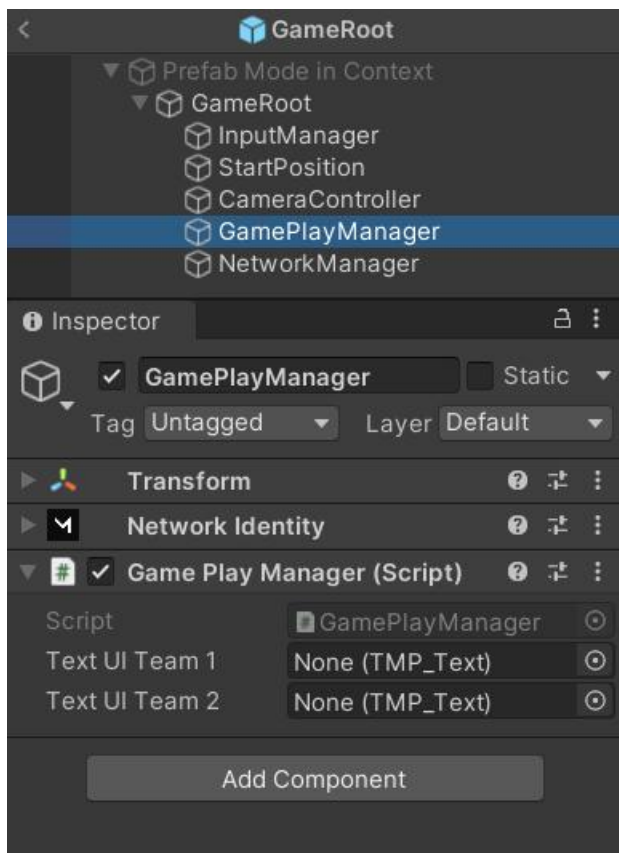 GameRoot
Prefab Mode in Context
GameRoot
InputManager
StartPosition
CameraController
GamePlayManager
NetworkManager
Inspector
GamePlayManager Static
Tag Untagged Layer Default
Transform
Network Identity
# Game Play Manager (Script)
Script GamePlayManager
Text UI Team 1 None (TMP_Text)
Text UI Team 2 None (TMP_Text)
Add Component